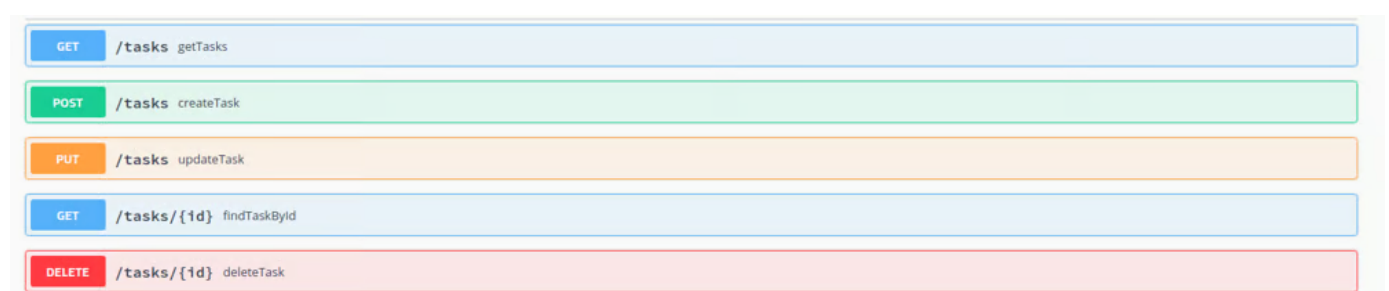 GET /tasks getTasks
POST /tasks createTask
PUT /tasks updateTask
GET /tasks/{id} findTaskById
DELETE /tasks/{id} deleteTask